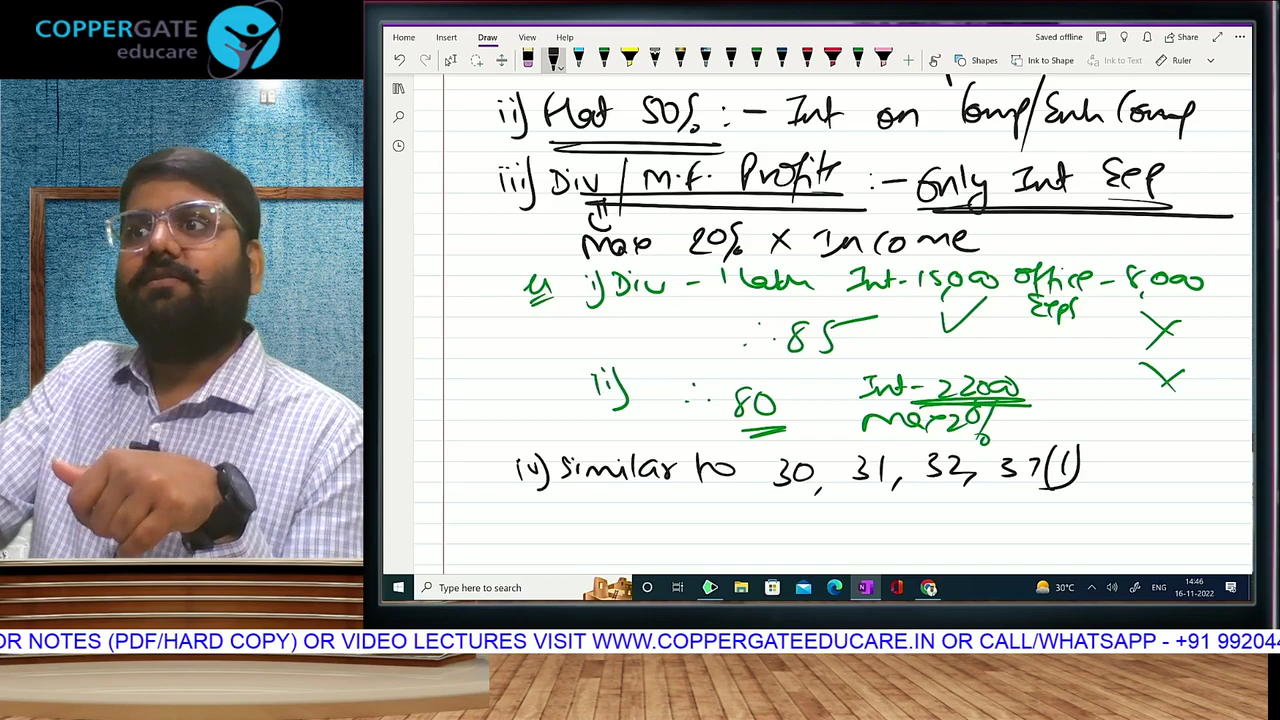 COPPERGATE
educare
Home Insert Draw View Help
Saved offline
Share
Shapes
Ink to Shape
Ink to Text
Ruler
ii) Flat 50% :- Int on Comp/Enh Comp
iii) Div / M.F. Profits :- Only Int Exp
Max 20% x Income
i) Div - 1 Lakh Int - 15,000 Office - 8,000
Exps
∴ 85
ii) ∴ 80 Int - 22000
Max 20%
iv) Similar to 30, 31, 32, 37(1)
Type here to search
30°C
ENG
14:46
16-11-2022
OR NOTES (PDF/HARD COPY) OR VIDEO LECTURES VISIT WWW.COPPERGATEEDUCARE.IN OR CALL/WHATSAPP - +91 99204